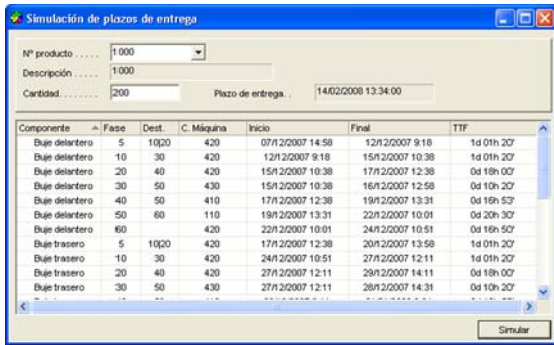 Simulación de plazos de entrega
Nº producto . . . . . 1000
Descripción . . . . . 1000
Cantidad. . . . . . . . 200 Plazo de entrega. . 14/02/2008 13:34:00
Componente Fase Dest. C. Máquina Inicio Final TTF
Buje delantero 5 10|20 420 07/12/2007 14:58 12/12/2007 9:18 1d 01h 20'
Buje delantero 10 30 420 12/12/2007 9:18 15/12/2007 10:38 1d 01h 20'
Buje delantero 20 40 420 15/12/2007 10:38 17/12/2007 12:38 0d 18h 00'
Buje delantero 30 50 430 15/12/2007 10:38 16/12/2007 12:58 0d 10h 20'
Buje delantero 40 50 410 17/12/2007 12:38 19/12/2007 13:31 0d 16h 53'
Buje delantero 50 60 110 19/12/2007 13:31 22/12/2007 10:01 0d 20h 30'
Buje delantero 60 420 22/12/2007 10:01 24/12/2007 10:51 0d 16h 50'
Buje trasero 5 10|20 420 17/12/2007 12:38 20/12/2007 13:58 1d 01h 20'
Buje trasero 10 30 420 24/12/2007 10:51 27/12/2007 12:11 1d 01h 20'
Buje trasero 20 40 420 27/12/2007 12:11 29/12/2007 14:11 0d 18h 00'
Buje trasero 30 50 430 27/12/2007 12:11 28/12/2007 14:31 0d 10h 20'
Simular